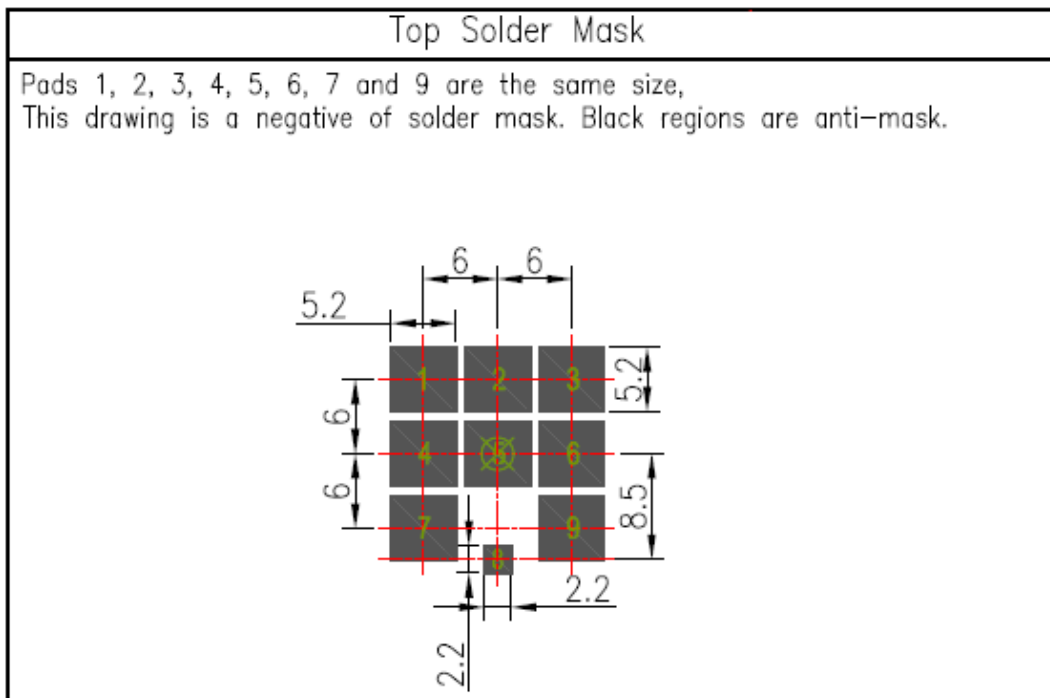 Top Solder Mask
Pads 1, 2, 3, 4, 5, 6, 7 and 9 are the same size,
This drawing is a negative of solder mask. Black regions are anti-mask.
6 6
5.2
1 2 3 5.2
6
4 5 6
6 8.5
7 9
8
2.2
2.2